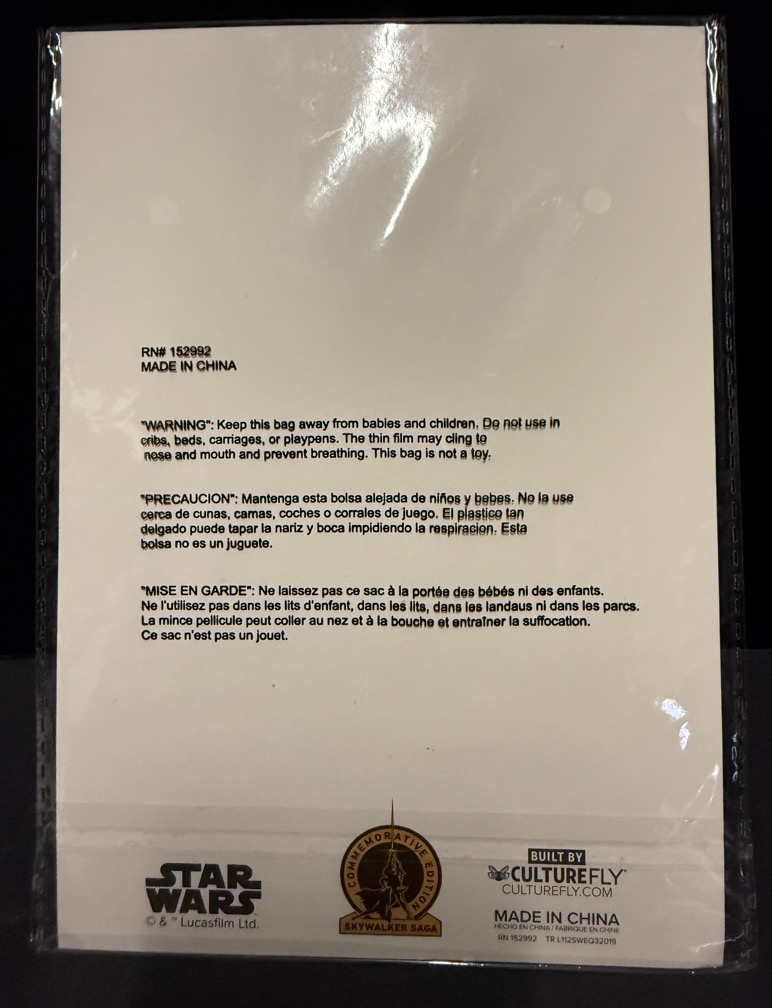 RN# 152992
MADE IN CHINA
"WARNING": Keep this bag away from babies and children. Do not use in
cribs, beds, carriages, or playpens. The thin film may cling to
nose and mouth and prevent breathing. This bag is not a toy.
"PRECAUCION": Mantenga esta bolsa alejada de niños y bebes. No la use
cerca de cunas, camas, coches o corrales de juego. El plastico tan
delgado puede tapar la nariz y boca impidiendo la respiracion. Esta
bolsa no es un juguete.
"MISE EN GARDE": Ne laissez pas ce sac à la portée des bébés ni des enfants.
Ne l'utilisez pas dans les lits d'enfant, dans les lits, dans les landaus ni dans les parcs.
La mince pellicule peut coller au nez et à la bouche et entraîner la suffocation.
Ce sac n'est pas un jouet.
STAR
WARS
© & ™ Lucasfilm Ltd.
COMMEMORATIVE EDITION
SKYWALKER SAGA
BUILT BY
CULTUREFLY
CULTUREFLY.COM
MADE IN CHINA
HECHO EN CHINA / FABRIQUÉ EN CHINE
RN 152992 TR L112SWEQ32019